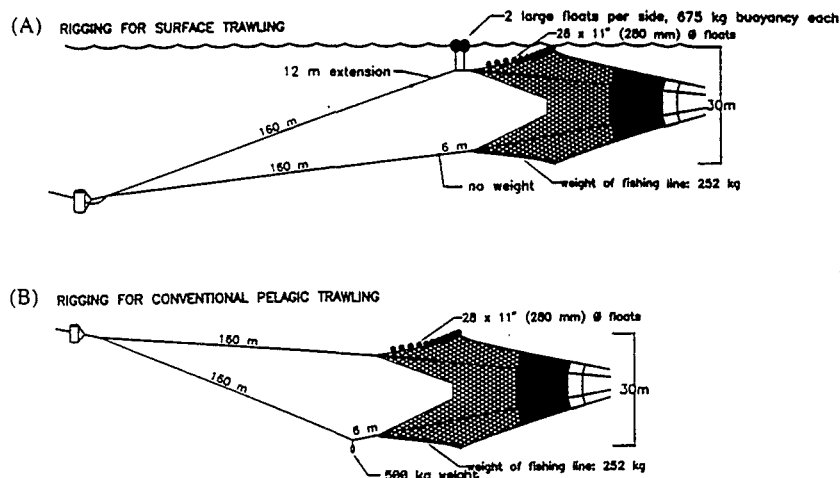 (A) RIGGING FOR SURFACE TRAWLING
2 large floats per side, 675 kg buoyancy each
28 x 11" (280 mm) Ø floats
12 m extension
160 m
30m
6 m
160 m
no weight
weight of fishing line: 252 kg
(B) RIGGING FOR CONVENTIONAL PELAGIC TRAWLING
28 x 11" (280 mm) Ø floats
160 m
160 m
30m
6 m
500 kg weight
weight of fishing line: 252 kg